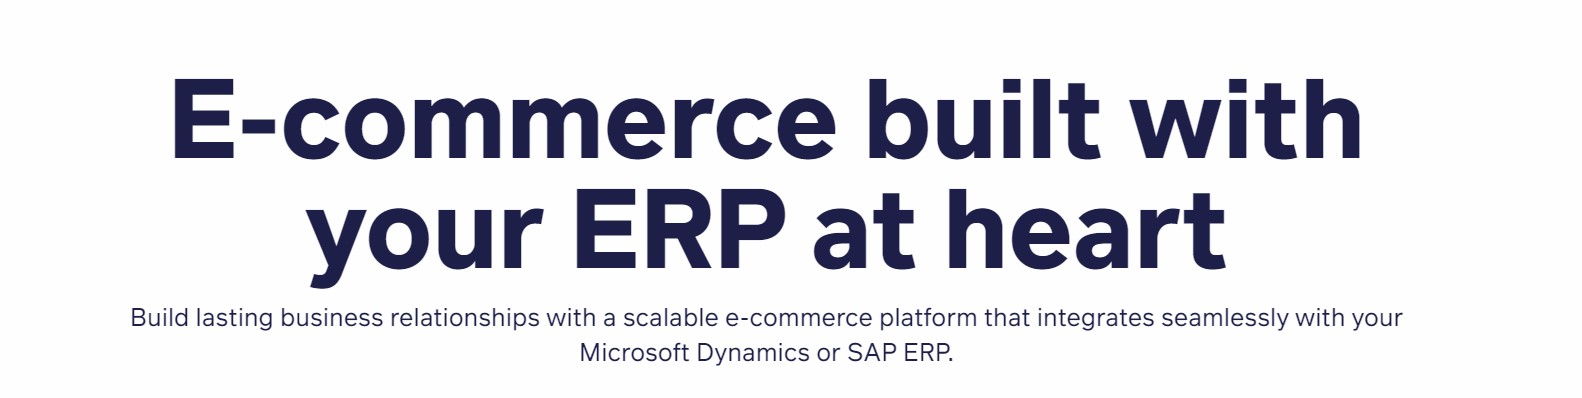 E-commerce built with
your ERP at heart
Build lasting business relationships with a scalable e-commerce platform that integrates seamlessly with your
Microsoft Dynamics or SAP ERP.